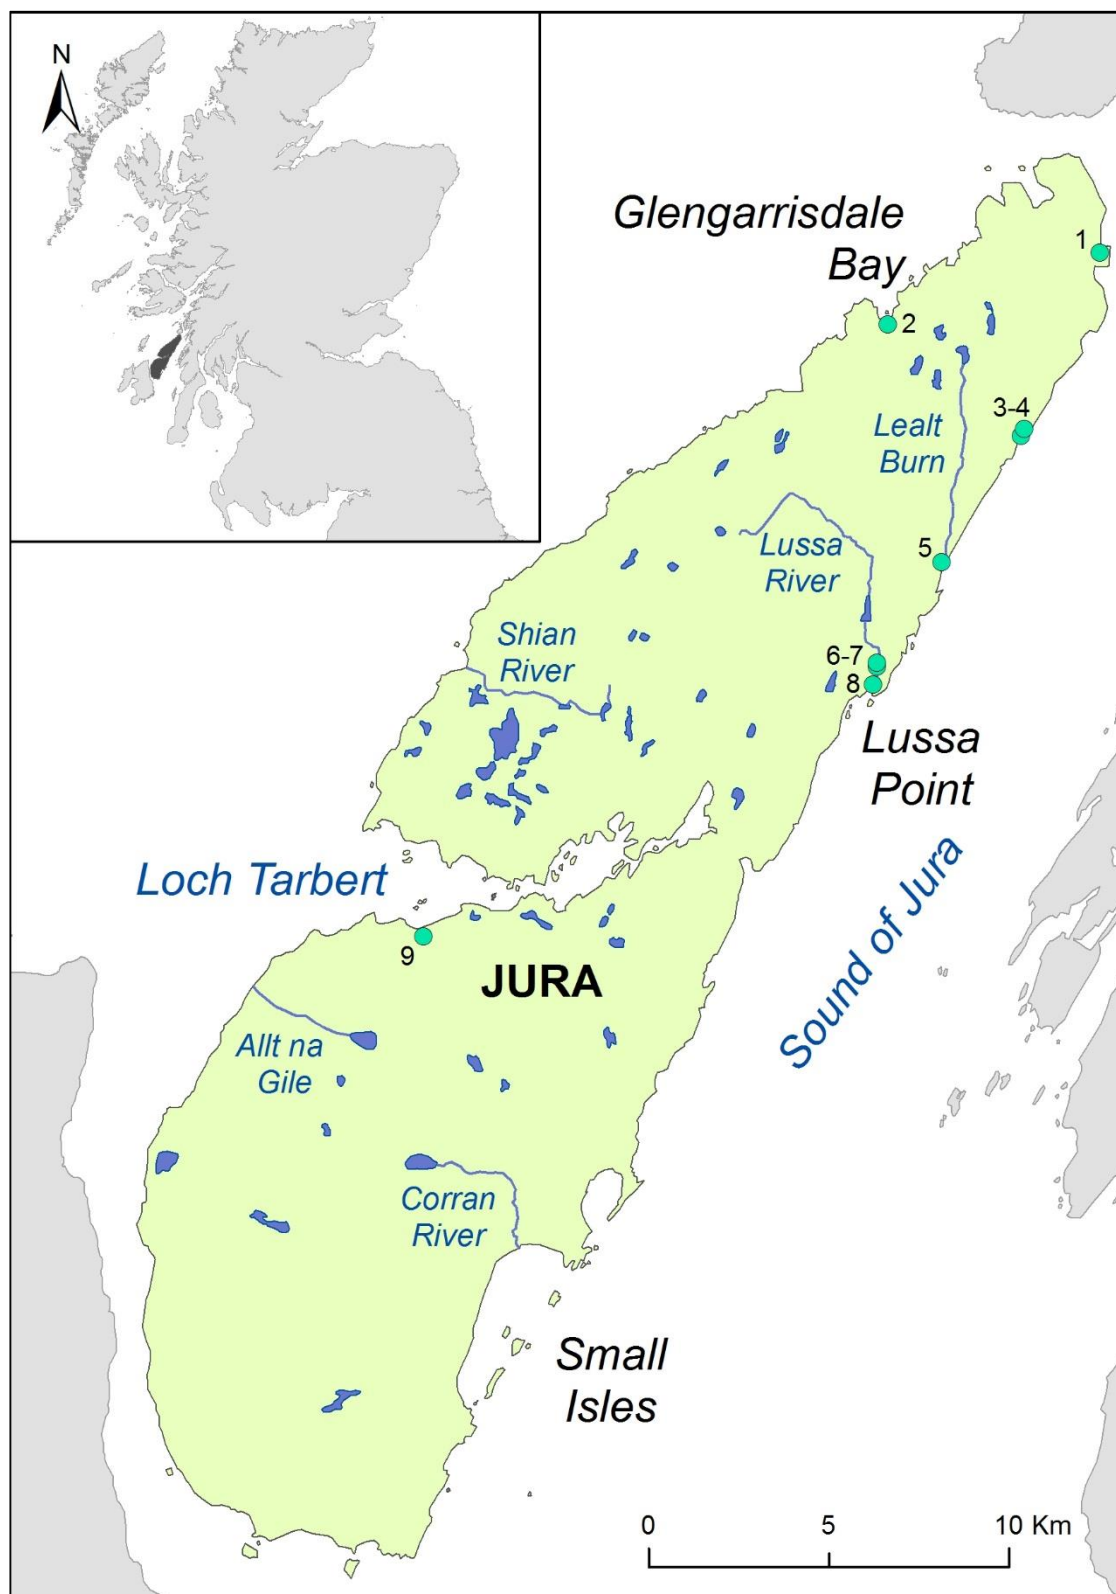 N
Glengarrisdale
Bay
1
2
3-4
Lealt
Burn
5
Lussa
River
Shian
River
6-7
8
Lussa
Point
Loch Tarbert
Sound of Jura
9
JURA
Allt na
Gile
Corran
River
Small
Isles
0 5 10 Km